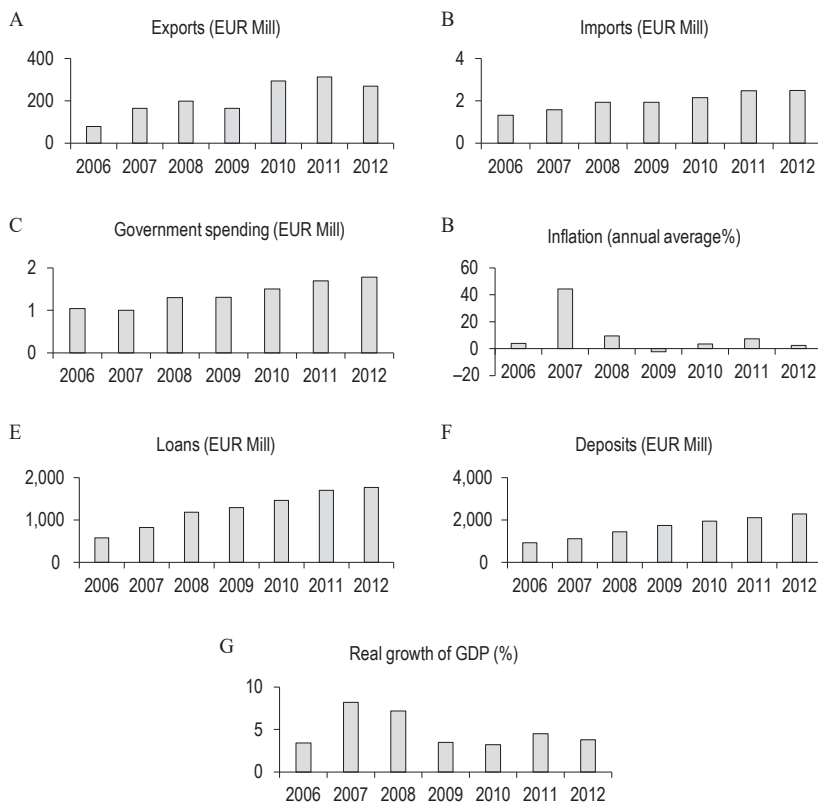 A
Exports (EUR Mill)
400
200
0
2006 2007 2008 2009 2010 2011 2012
B
Imports (EUR Mill)
4
2
0
2006 2007 2008 2009 2010 2011 2012
C
Government spending (EUR Mill)
2
1
0
2006 2007 2008 2009 2010 2011 2012
B
Inflation (annual average%)
60
40
20
0
–20
2006 2007 2008 2009 2010 2011 2012
E
Loans (EUR Mill)
2,000
1,000
0
2006 2007 2008 2009 2010 2011 2012
F
Deposits (EUR Mill)
4,000
2,000
0
2006 2007 2008 2009 2010 2011 2012
G
Real growth of GDP (%)
10
5
0
2006 2007 2008 2009 2010 2011 2012